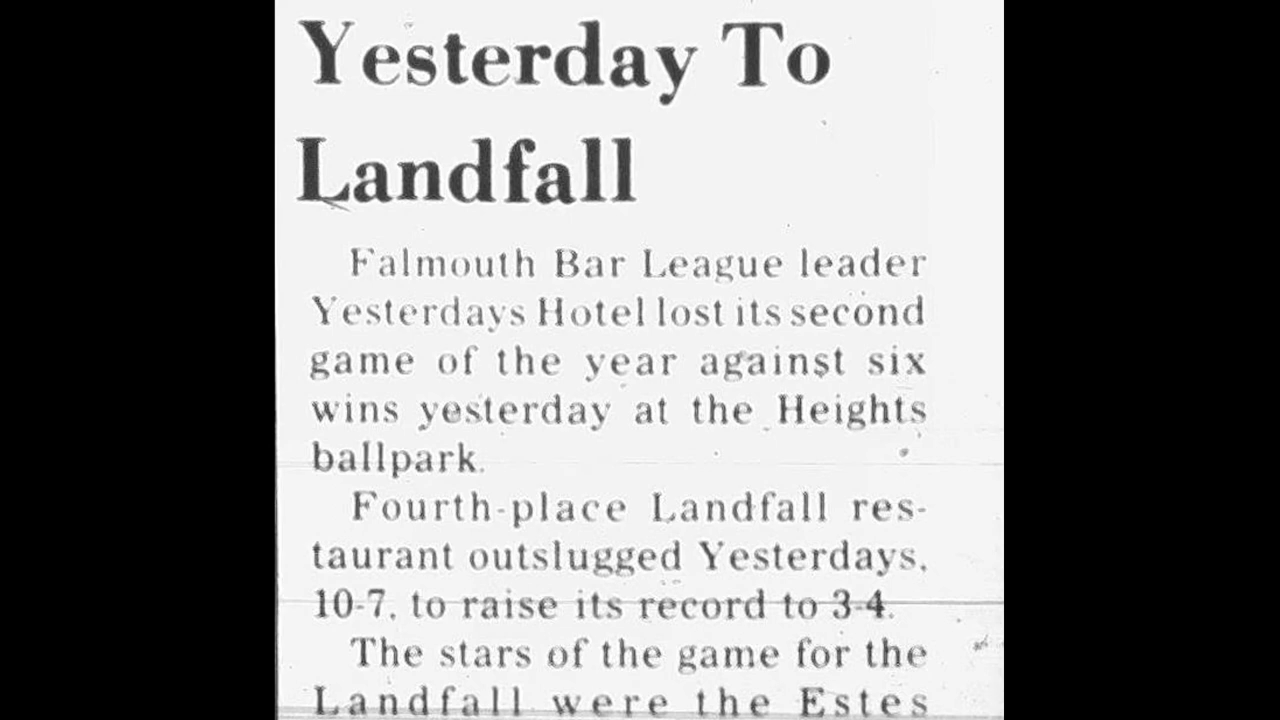 Yesterday To
Landfall
Falmouth Bar League leader
Yesterdays Hotel lost its second
game of the year against six
wins yesterday at the Heights
ballpark.
Fourth-place Landfall res-
taurant outslugged Yesterdays,
10-7, to raise its record to 3-4.
The stars of the game for the
Landfall were the Estes